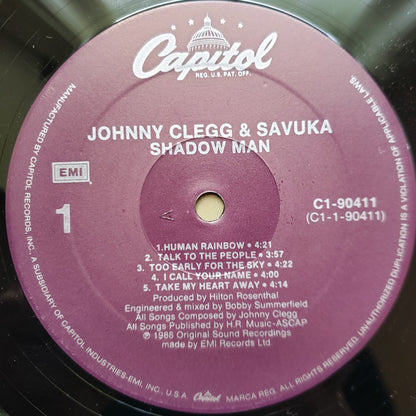 Capitol
REG. U.S. PAT. OFF.
JOHNNY CLEGG & SAVUKA
SHADOW MAN
EMI
1
A
C1-90411
(C1-1-90411)
1.HUMAN RAINBOW • 4:21
2. TALK TO THE PEOPLE • 3:57
3. TOO EARLY FOR THE SKY • 4:22
4. I CALL YOUR NAME • 4:00
5. TAKE MY HEART AWAY • 4:14
Produced by Hilton Rosenthal
Engineered & mixed by Bobby Summerfield
All Songs Composed by Johnny Clegg
All Songs Published by H.R. Music-ASCAP
℗ 1988 Original Sound Recordings
made by EMI Records Ltd
MANUFACTURED BY CAPITOL RECORDS, INC., A SUBSIDIARY OF CAPITOL INDUSTRIES-EMI, INC., U.S.A. Capitol MARCA REG. ALL RIGHTS RESERVED. UNAUTHORIZED DUPLICATION IS A VIOLATION OF APPLICABLE LAWS.